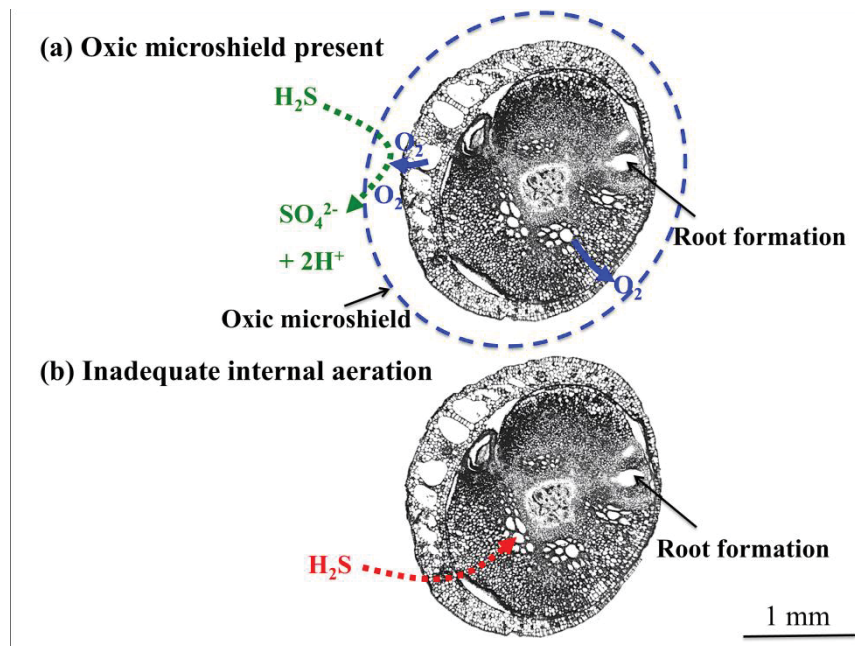 (a) Oxic microshield present
H₂S
O₂
O₂
SO₄²⁻
+ 2H⁺
Root formation
O₂
Oxic microshield
(b) Inadequate internal aeration
Root formation
H₂S
1 mm